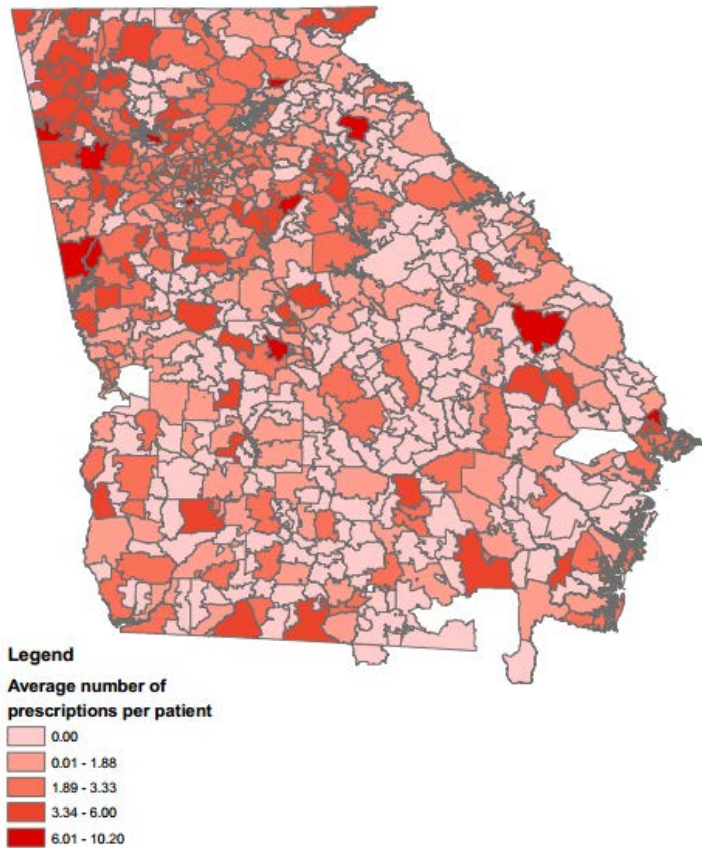 Legend
Average number of
prescriptions per patient
0.00
0.01 - 1.88
1.89 - 3.33
3.34 - 6.00
6.01 - 10.20